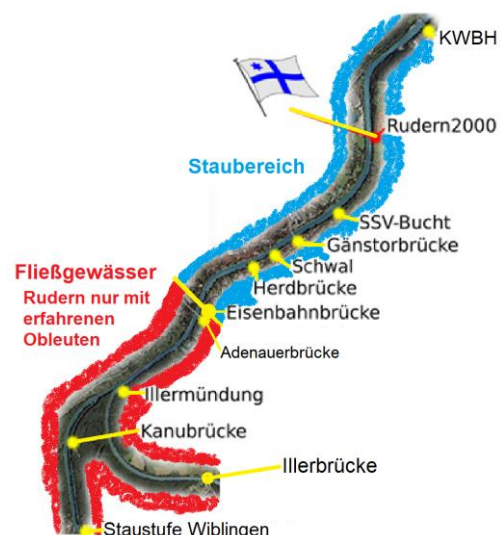 KWBH
Rudern2000
Staubereich
SSV-Bucht
Gänstorbrücke
Schwal
Herdbrücke
Fließgewässer
Rudern nur mit
erfahrenen
Obleuten
Eisenbahnbrücke
Adenauerbrücke
Illermündung
Kanubrücke
Illerbrücke
Staustufe Wiblingen